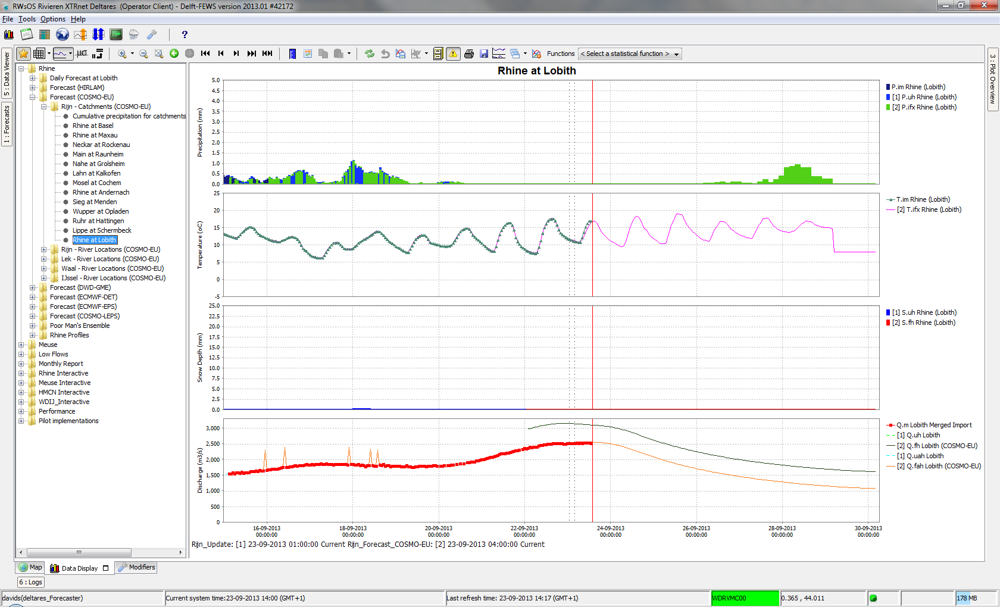 RWsOS Rivieren XTRnet Deltares (Operator Client) - Delft-FEWS version 2013.01 #42172
File Tools Options Help
?
Functions < Select a statistical function >
5 : Data Viewer
1 : Forecasts
3 : Plot Overview
Rhine
Daily Forecast at Lobith
Forecast (HIRLAM)
Forecast (COSMO-EU)
Rijn - Catchments (COSMO-EU)
Cumulative precipitation for catchments
Rhine at Basel
Rhine at Maxau
Neckar at Rockenau
Main at Raunheim
Nahe at Grolsheim
Lahn at Kalkofen
Mosel at Cochem
Rhine at Andernach
Sieg at Menden
Wupper at Opladen
Ruhr at Hattingen
Lippe at Schermbeck
Rhine at Lobith
Rijn - River Locations (COSMO-EU)
Lek - River Locations (COSMO-EU)
Waal - River Locations (COSMO-EU)
IJssel - River Locations (COSMO-EU)
Forecast (DWD-GME)
Forecast (ECMWF-DET)
Forecast (ECMWF-EPS)
Forecast (COSMO-LEPS)
Poor Man's Ensemble
Rhine Profiles
Meuse
Low Flows
Monthly Report
Rhine Interactive
Meuse Interactive
HMCN Interactive
WDIJ_Interactive
Performance
Pilot implementations
Rhine at Lobith
Precipitation (mm)
5.0
4.5
4.0
3.5
3.0
2.5
2.0
1.5
1.0
0.5
0.0
P.im Rhine (Lobith)
[1] P.uh Rhine (Lobith)
[2] P.ifx Rhine (Lobith)
Temperature (oC)
25
20
15
10
5
0
-5
T.im Rhine (Lobith)
[2] T.ifx Rhine (Lobith)
Snow Depth (mm)
25.0
22.5
20.0
17.5
15.0
12.5
10.0
7.5
5.0
2.5
0.0
[1] S.uh Rhine (Lobith)
[2] S.fh Rhine (Lobith)
Discharge (m3/s)
3,000
2,500
2,000
1,500
1,000
500
0
Q.m Lobith Merged Import
[1] Q.uh Lobith
[2] Q.fh Lobith (COSMO-EU)
[1] Q.uah Lobith
[2] Q.fah Lobith (COSMO-EU)
16-09-2013 18-09-2013 20-09-2013 22-09-2013 24-09-2013 26-09-2013 28-09-2013 30-09-2013
00:00:00 00:00:00 00:00:00 00:00:00 00:00:00 00:00:00 00:00:00 00:00:00
Rijn_Update: [1] 23-09-2013 01:00:00 Current Rijn_Forecast_COSMO-EU: [2] 23-09-2013 04:00:00 Current
Map Data Display Modifiers
6 : Logs
davids(deltares_Forecaster) Current system time:23-09-2013 14:00 (GMT+1) Last refresh time: 23-09-2013 14:17 (GMT+1) WDRVMC00 0.365 , 44.011 178 MB